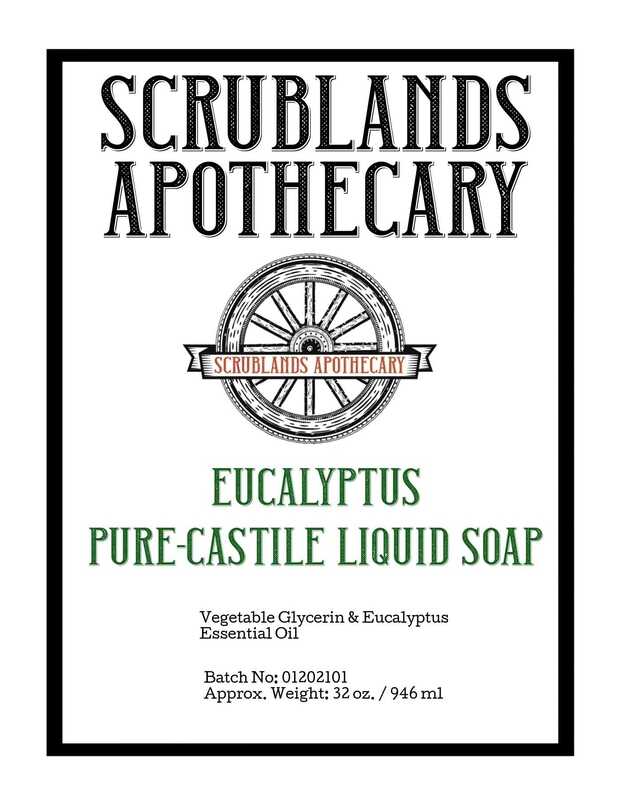 SCRUBLANDS
APOTHECARY
SCRUBLANDS APOTHECARY
EUCALYPTUS
PURE-CASTILE LIQUID SOAP
Vegetable Glycerin & Eucalyptus
Essential Oil
Batch No: 01202101
Approx. Weight: 32 oz. / 946 ml